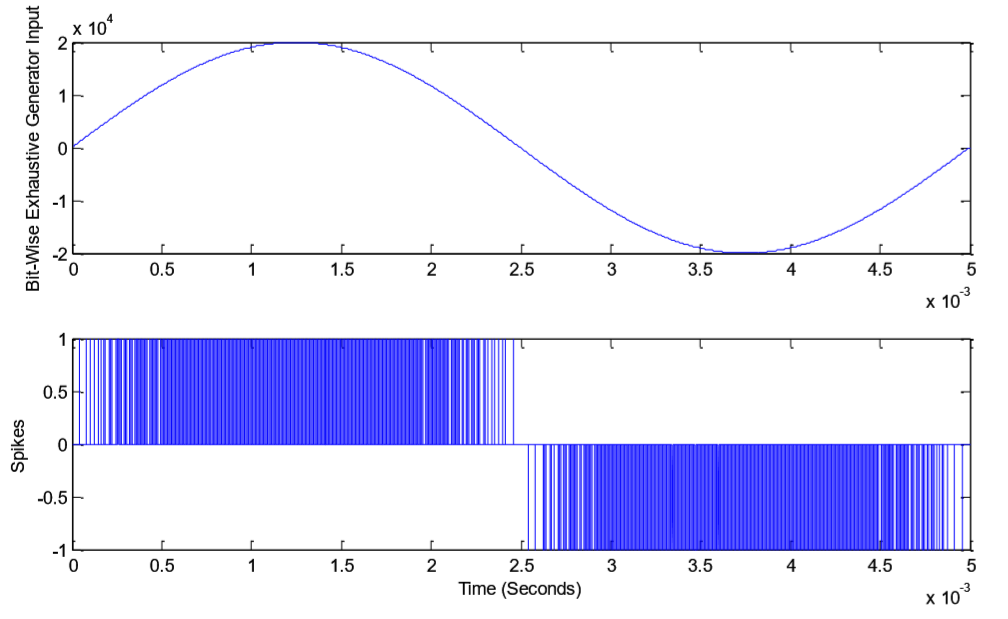 x 10^4
Bit-Wise Exhaustive Generator Input
2
1
0
-1
-2
0 0.5 1 1.5 2 2.5 3 3.5 4 4.5 5
x 10^-3
Spikes
1
0.5
0
-0.5
-1
0 0.5 1 1.5 2 2.5 3 3.5 4 4.5 5
Time (Seconds)
x 10^-3